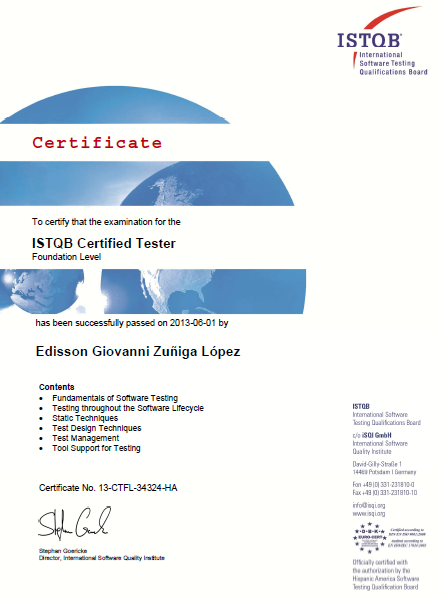 ISTQB®
International
Software Testing
Qualifications Board
Certificate
To certify that the examination for the
ISTQB Certified Tester
Foundation Level
has been successfully passed on 2013-06-01 by
Edisson Giovanni Zuñiga López
Contents
• Fundamentals of Software Testing
• Testing throughout the Software Lifecycle
• Static Techniques
• Test Design Techniques
• Test Management
• Tool Support for Testing
Certificate No. 13-CTFL-34324-HA
Stephan Goericke
Director, International Software Quality Institute
ISTQB
International Software
Testing Qualifications Board
c/o iSQI GmbH
International Software
Quality Institute
David-Gilly-Straße 1
14469 Potsdam | Germany
Fon +49 (0) 331-231810-0
Fax +49 (0) 331-231810-10
info@isqi.org
www.isqi.org
EURO-CERT
Certified according to
Officially certified with
the authorization by the
Hispanic America Software
Testing Qualification Board